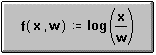 f(x,w) := log(x/w)